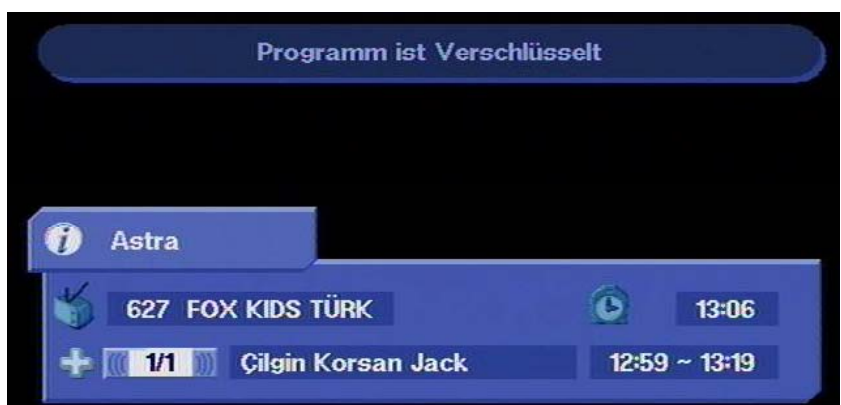 Programm ist Verschlüsselt
Astra
627 FOX KIDS TÜRK 13:06
1/1 Çilgin Korsan Jack 12:59 ~ 13:19